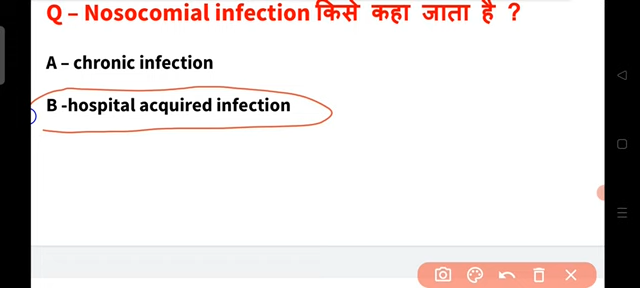 Q – Nosocomial infection किसे कहा जाता है ?
A – chronic infection
B -hospital acquired infection